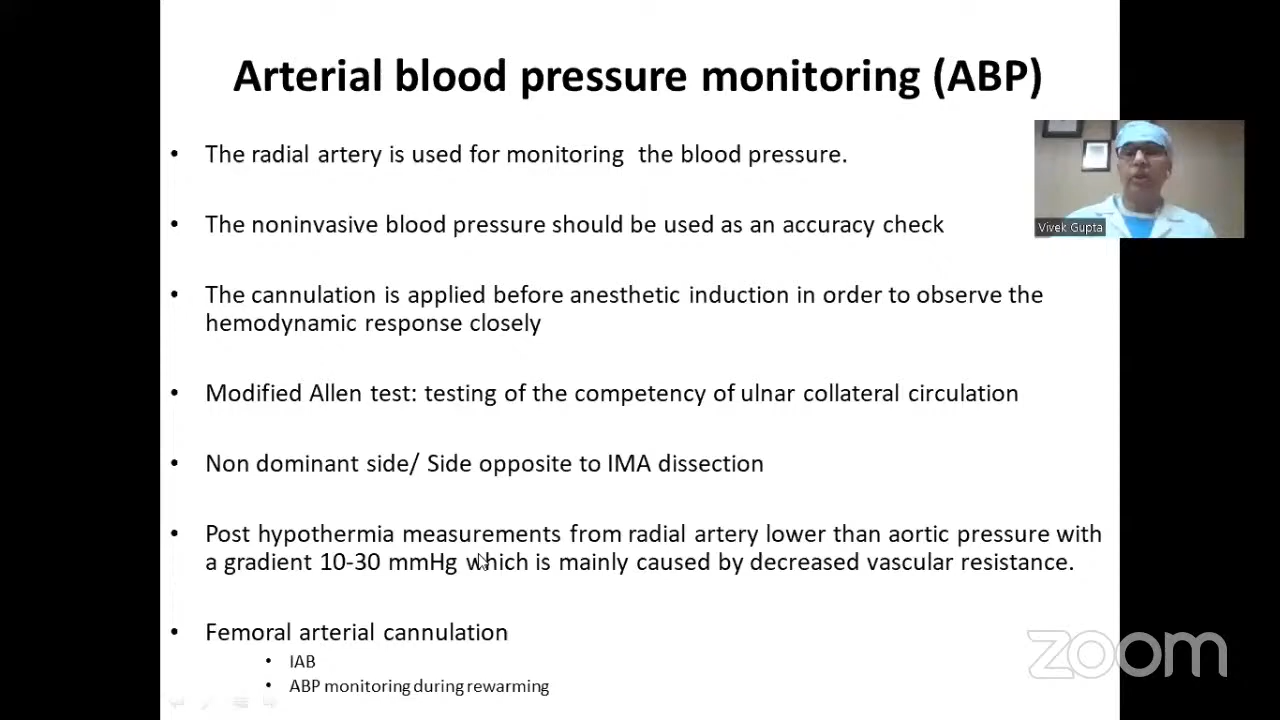 Arterial blood pressure monitoring (ABP)
• The radial artery is used for monitoring the blood pressure.
Vivek Gupta
• The noninvasive blood pressure should be used as an accuracy check
• The cannulation is applied before anesthetic induction in order to observe the
hemodynamic response closely
• Modified Allen test: testing of the competency of ulnar collateral circulation
• Non dominant side/ Side opposite to IMA dissection
• Post hypothermia measurements from radial artery lower than aortic pressure with
a gradient 10-30 mmHg which is mainly caused by decreased vascular resistance.
• Femoral arterial cannulation
• IAB
• ABP monitoring during rewarming
zoom